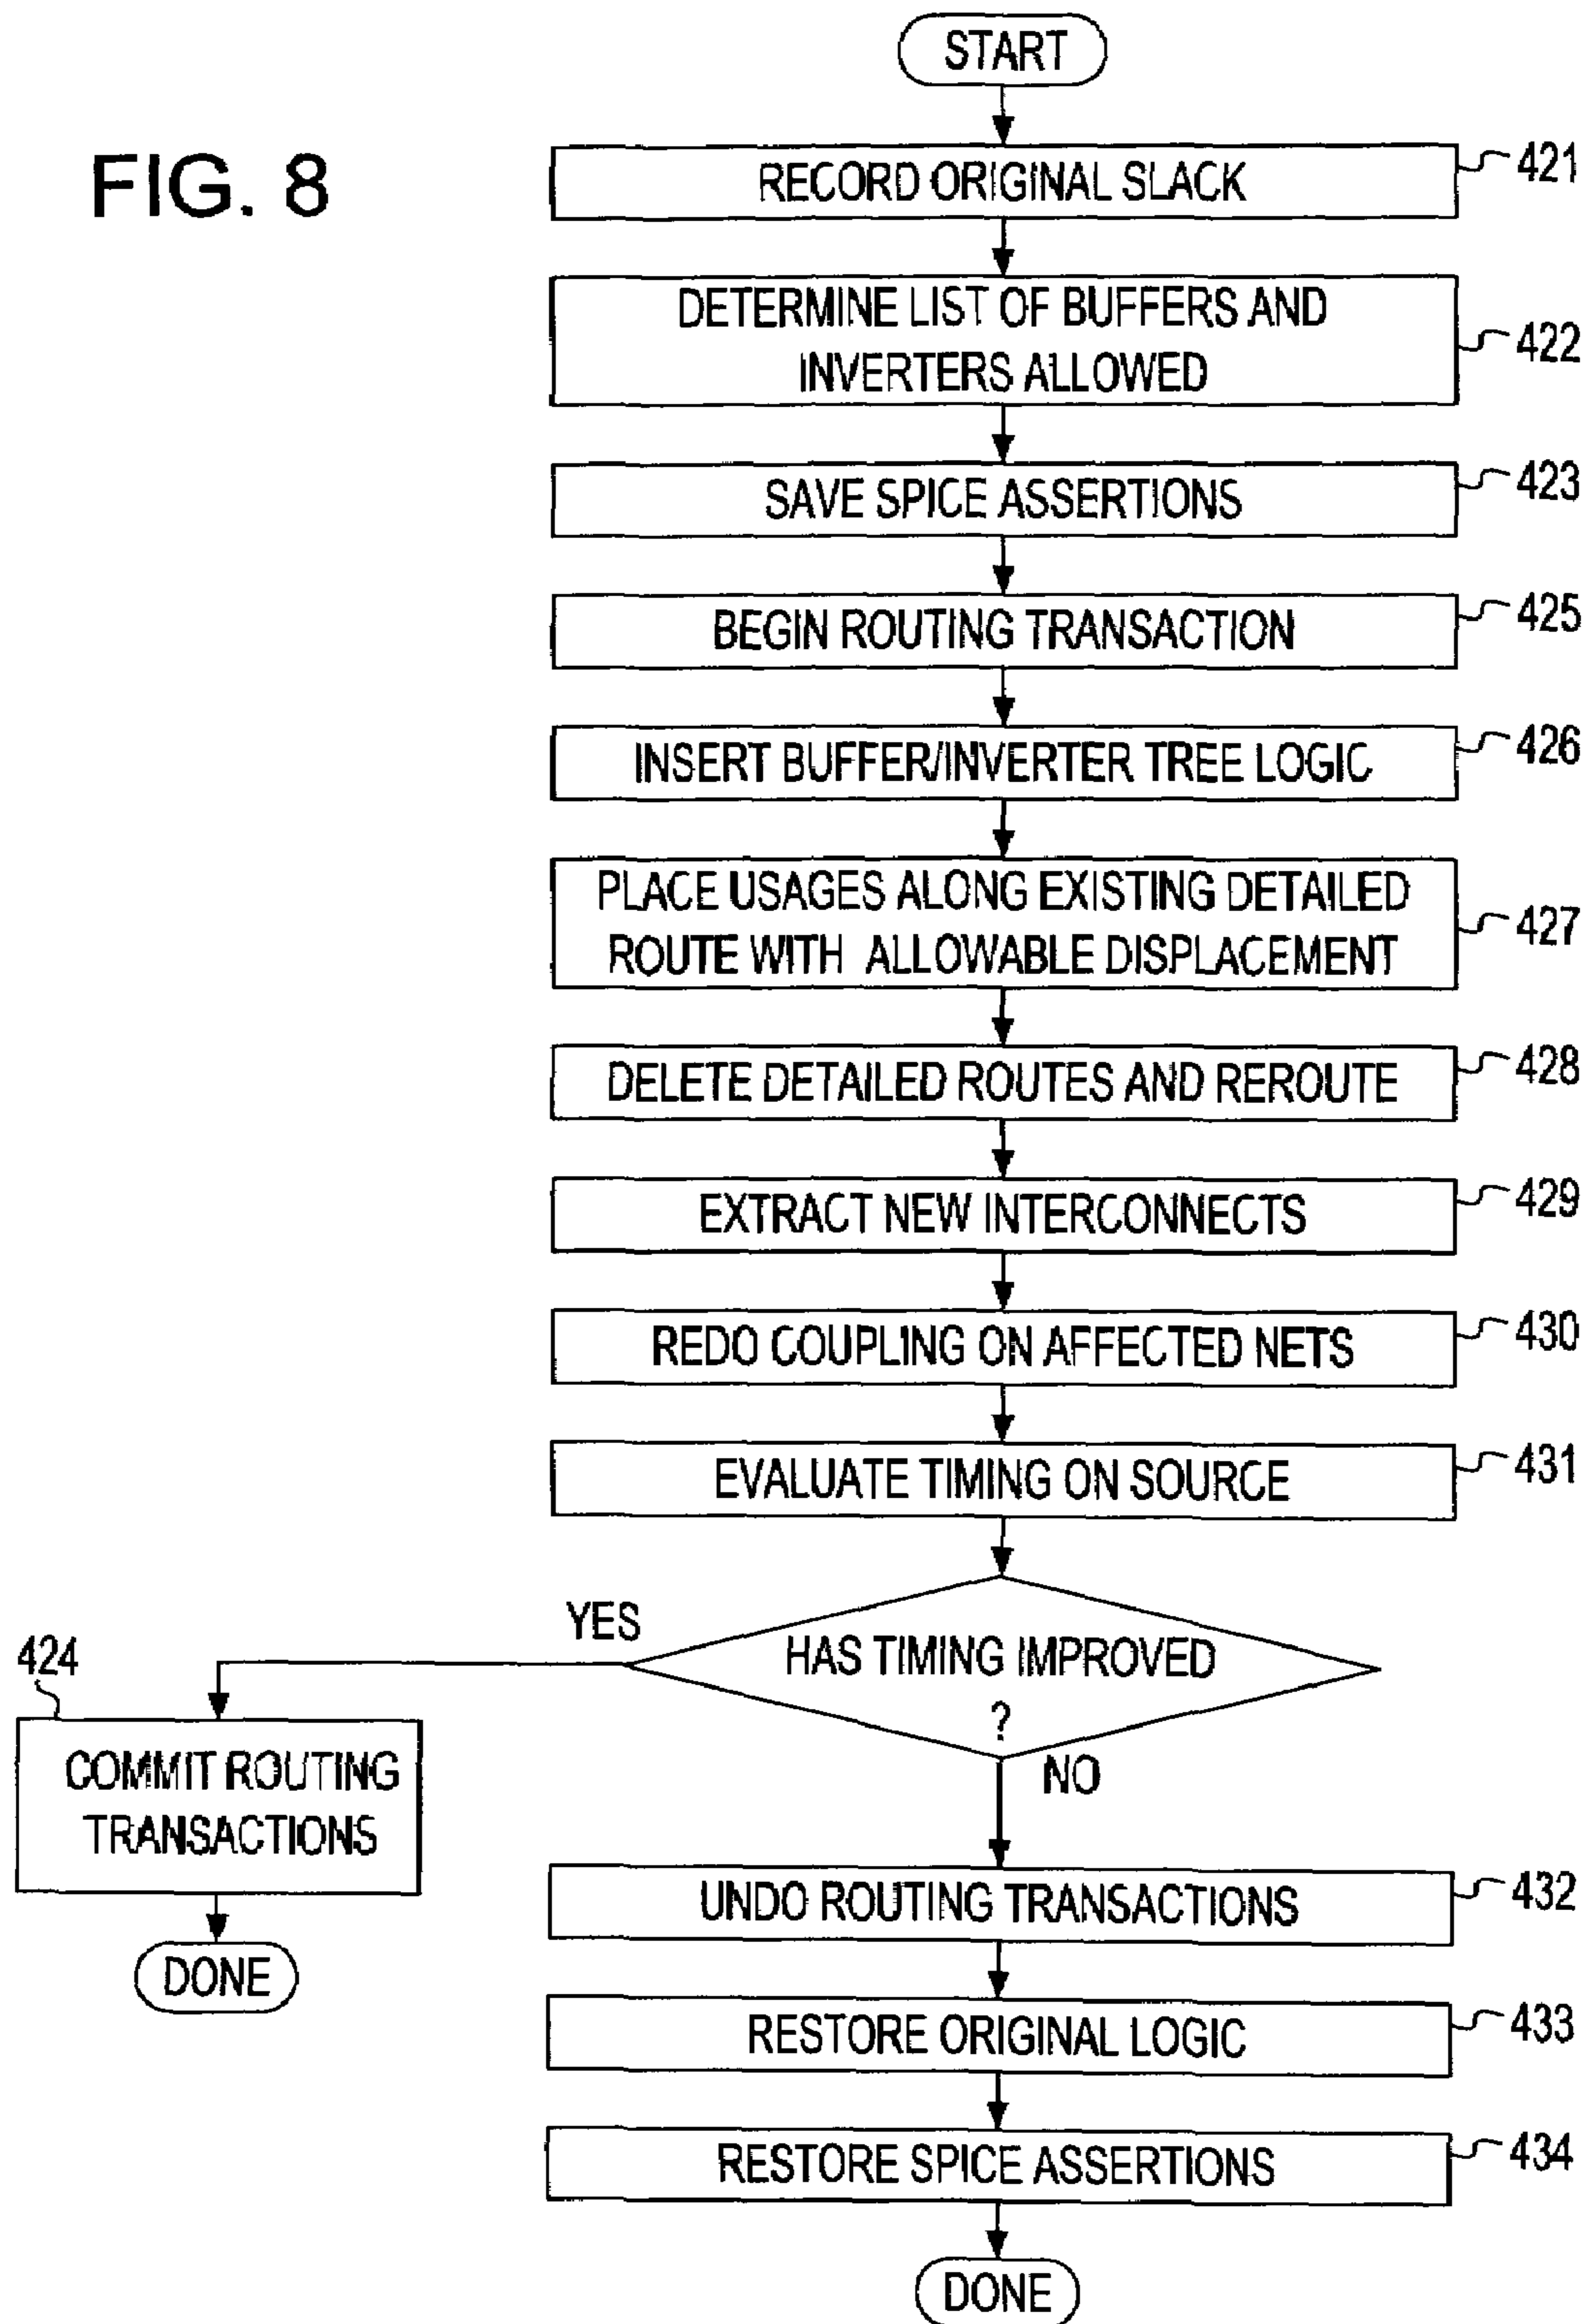 START
FIG. 8
RECORD ORIGINAL SLACK
421
DETERMINE LIST OF BUFFERS AND
INVERTERS ALLOWED
422
SAVE SPICE ASSERTIONS
423
BEGIN ROUTING TRANSACTION
425
INSERT BUFFER/INVERTER TREE LOGIC
426
PLACE USAGES ALONG EXISTING DETAILED
ROUTE WITH ALLOWABLE DISPLACEMENT
427
DELETE DETAILED ROUTES AND REROUTE
428
EXTRACT NEW INTERCONNECTS
429
REDO COUPLING ON AFFECTED NETS
430
EVALUATE TIMING ON SOURCE
431
HAS TIMING IMPROVED
?
YES
424
COMMIT ROUTING
TRANSACTIONS
DONE
NO
UNDO ROUTING TRANSACTIONS
432
RESTORE ORIGINAL LOGIC
433
RESTORE SPICE ASSERTIONS
434
DONE